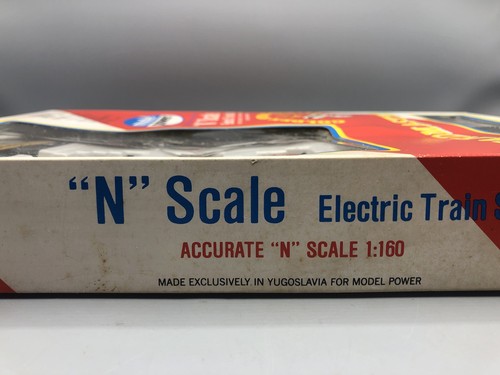 "N" Scale Electric Train S
ACCURATE "N" SCALE 1:160
MADE EXCLUSIVELY IN YUGOSLAVIA FOR MODEL POWER